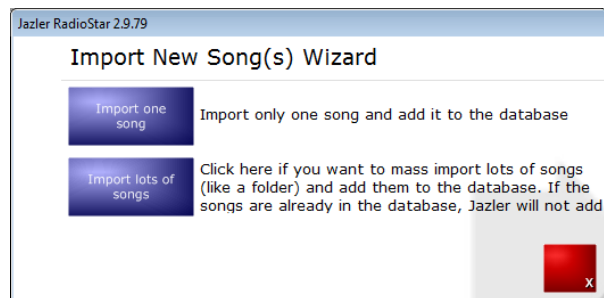 Jazler RadioStar 2.9.79
Import New Song(s) Wizard
Import one
song
Import only one song and add it to the database
Import lots of
songs
Click here if you want to mass import lots of songs
(like a folder) and add them to the database. If the
songs are already in the database, Jazler will not add
X